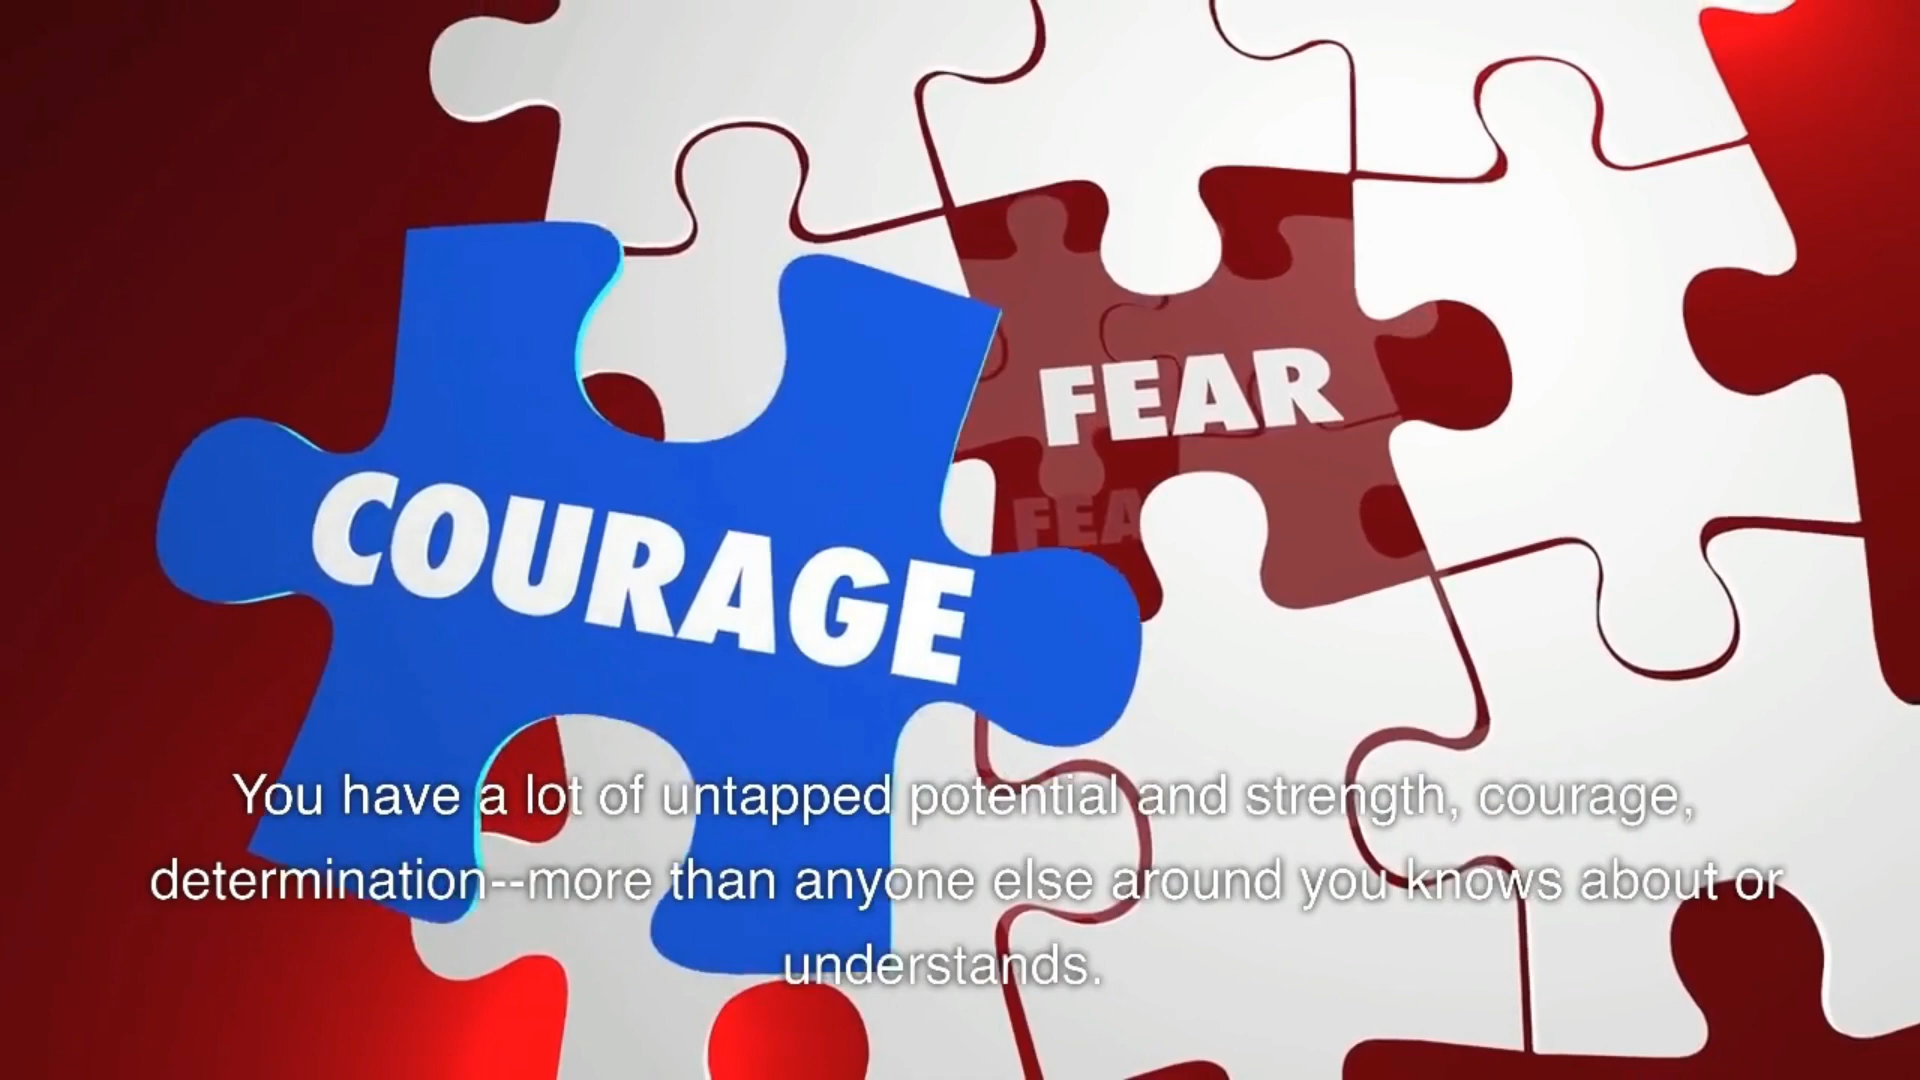 FEAR
FEA
COURAGE
You have a lot of untapped potential and strength, courage,
determination--more than anyone else around you knows about or
understands.